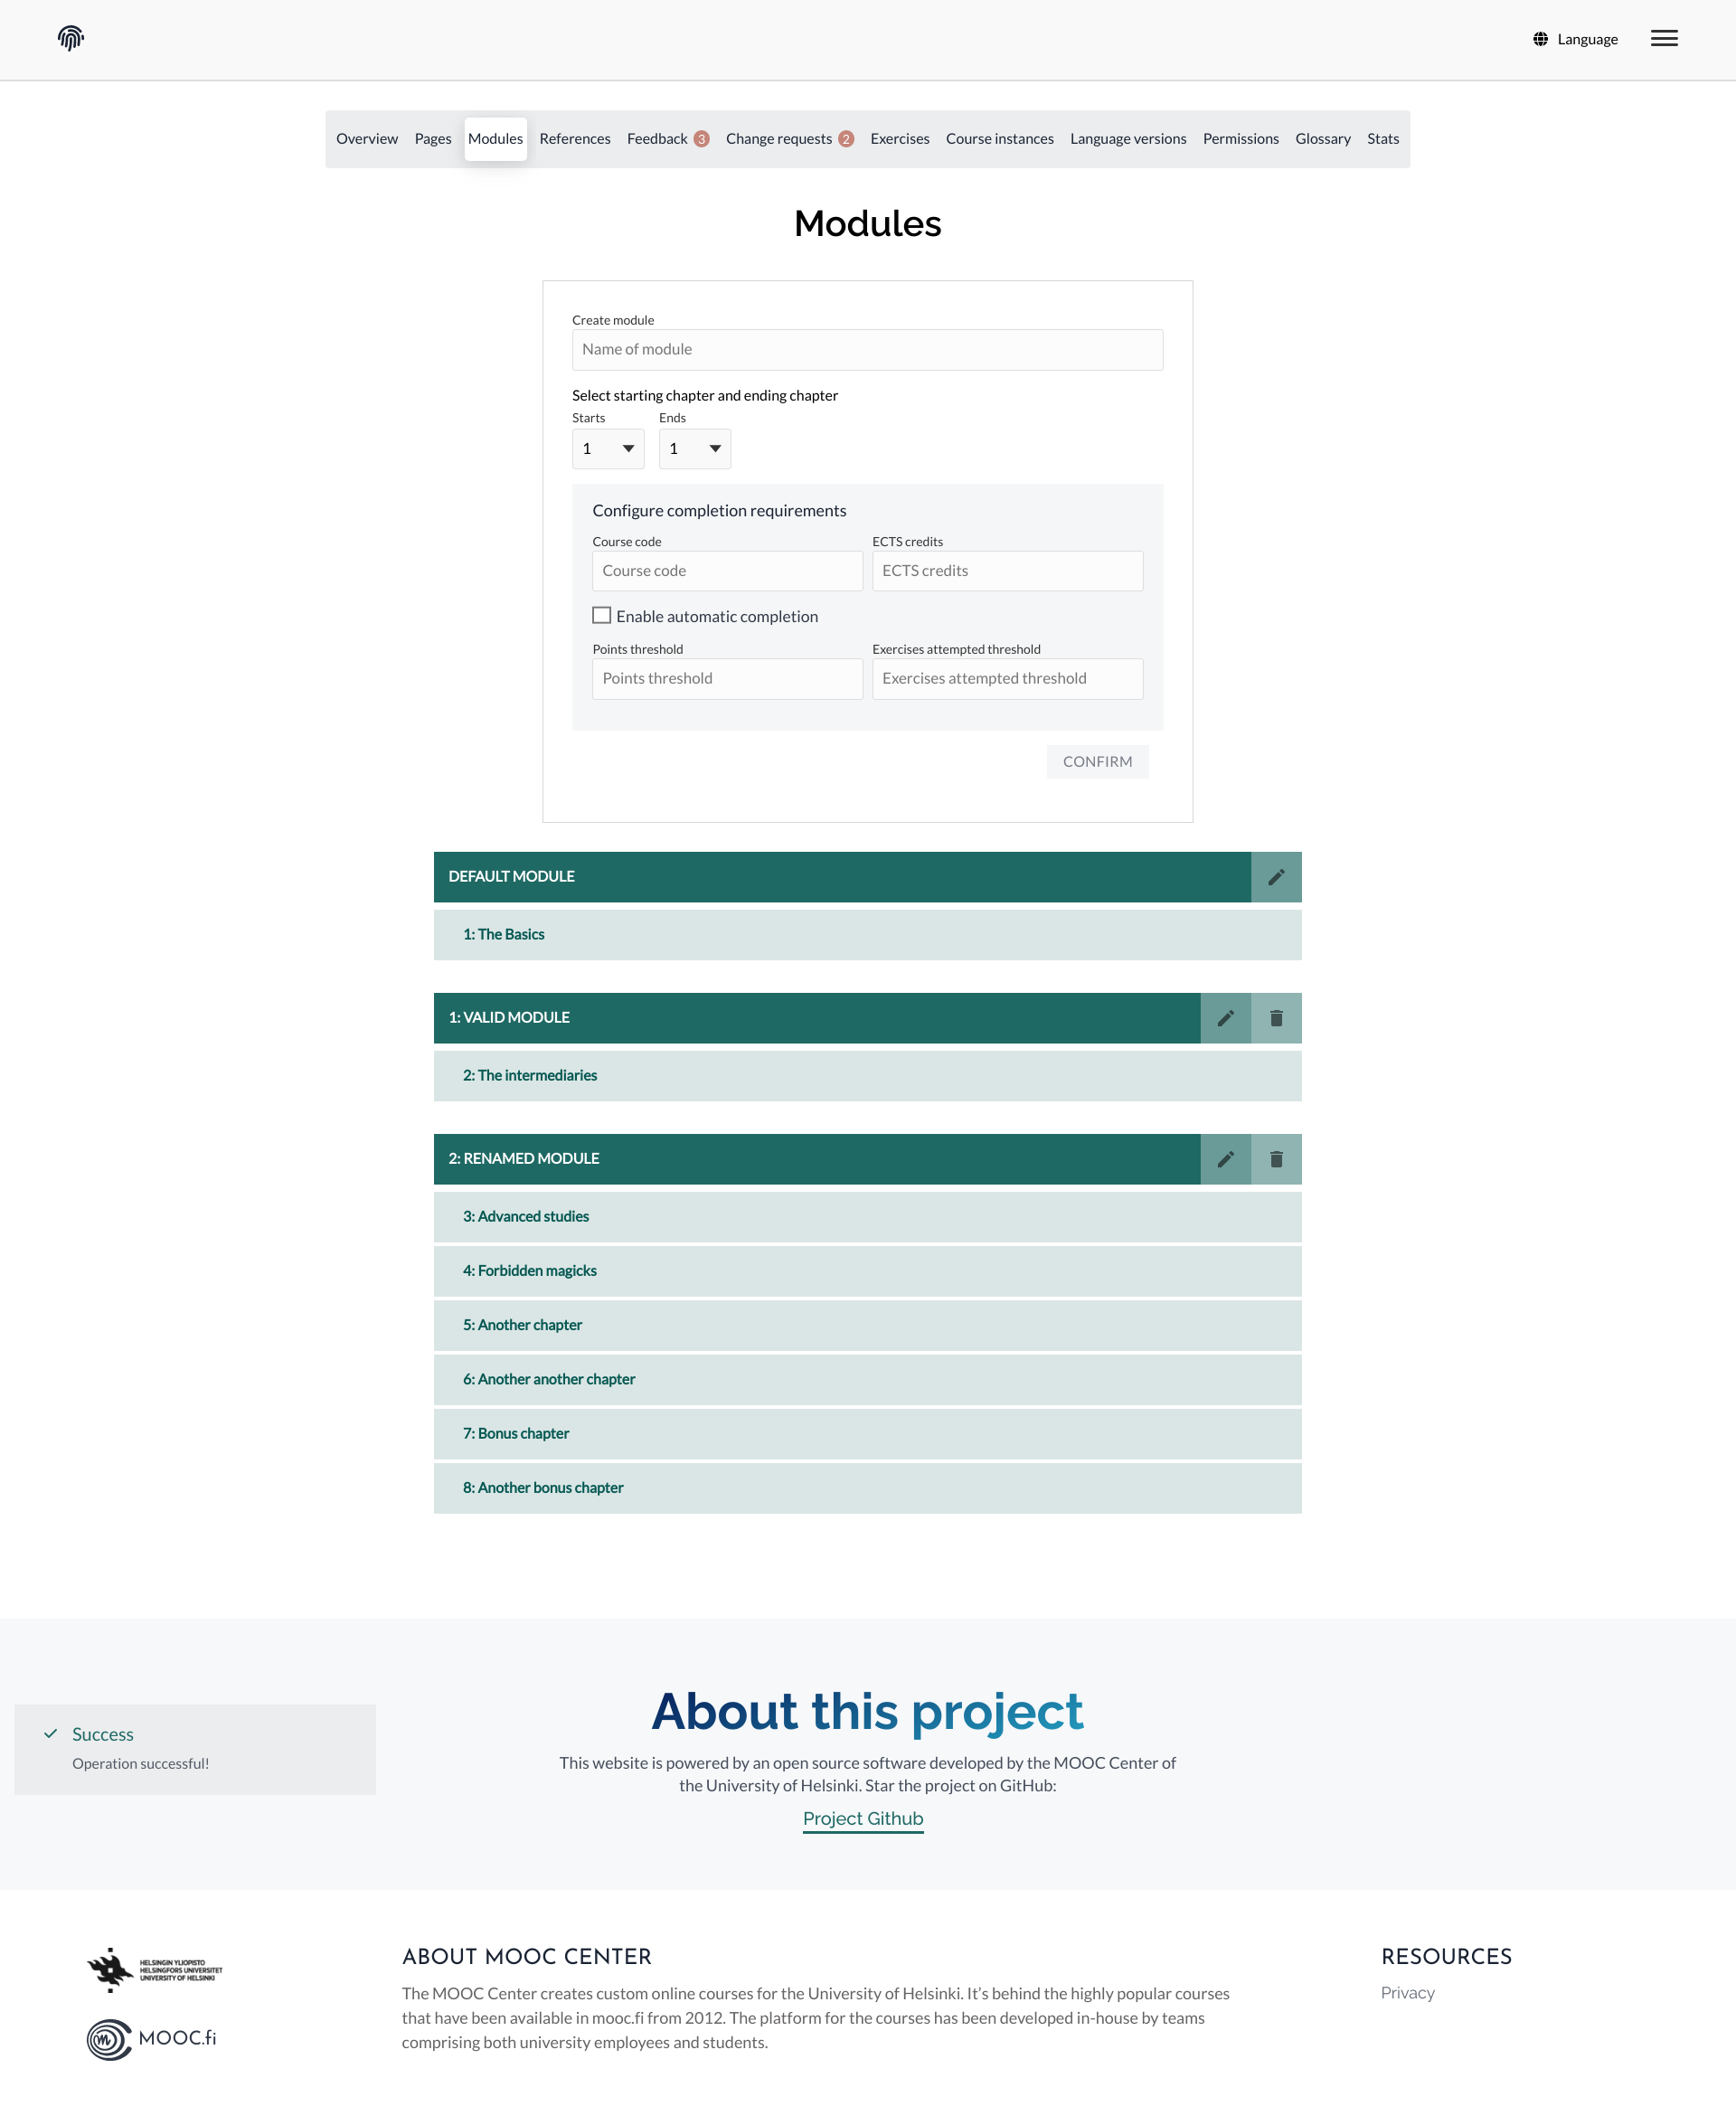 Language
Overview Pages Modules References Feedback 3 Change requests 2 Exercises Course instances Language versions Permissions Glossary Stats
Modules
Create module
Name of module
Select starting chapter and ending chapter
Starts Ends
1 1
Configure completion requirements
Course code ECTS credits
Course code ECTS credits
Enable automatic completion
Points threshold Exercises attempted threshold
Points threshold Exercises attempted threshold
CONFIRM
DEFAULT MODULE
1: The Basics
1: VALID MODULE
2: The intermediaries
2: RENAMED MODULE
3: Advanced studies
4: Forbidden magicks
5: Another chapter
6: Another another chapter
7: Bonus chapter
8: Another bonus chapter
Success
Operation successful!
About this project
This website is powered by an open source software developed by the MOOC Center of
the University of Helsinki. Star the project on GitHub:
Project Github
HELSINGIN YLIOPISTO
HELSINGFORS UNIVERSITET
UNIVERSITY OF HELSINKI
MOOC.fi
ABOUT MOOC CENTER
The MOOC Center creates custom online courses for the University of Helsinki. It's behind the highly popular courses
that have been available in mooc.fi from 2012. The platform for the courses has been developed in-house by teams
comprising both university employees and students.
RESOURCES
Privacy